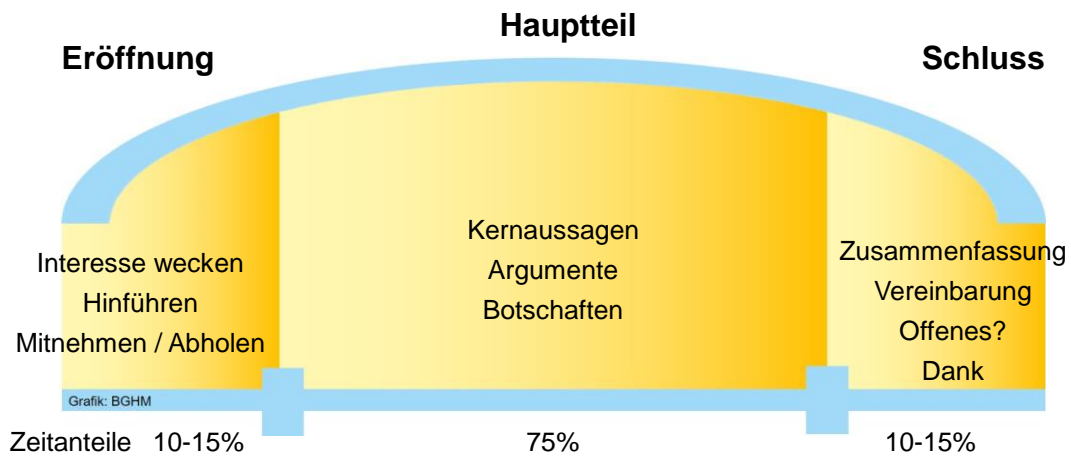 Hauptteil
Eröffnung
Schluss
Interesse wecken
Hinführen
Mitnehmen / Abholen
Kernaussagen
Argumente
Botschaften
Zusammenfassung
Vereinbarung
Offenes?
Dank
Grafik: BGHM
Zeitanteile 10-15% 75% 10-15%